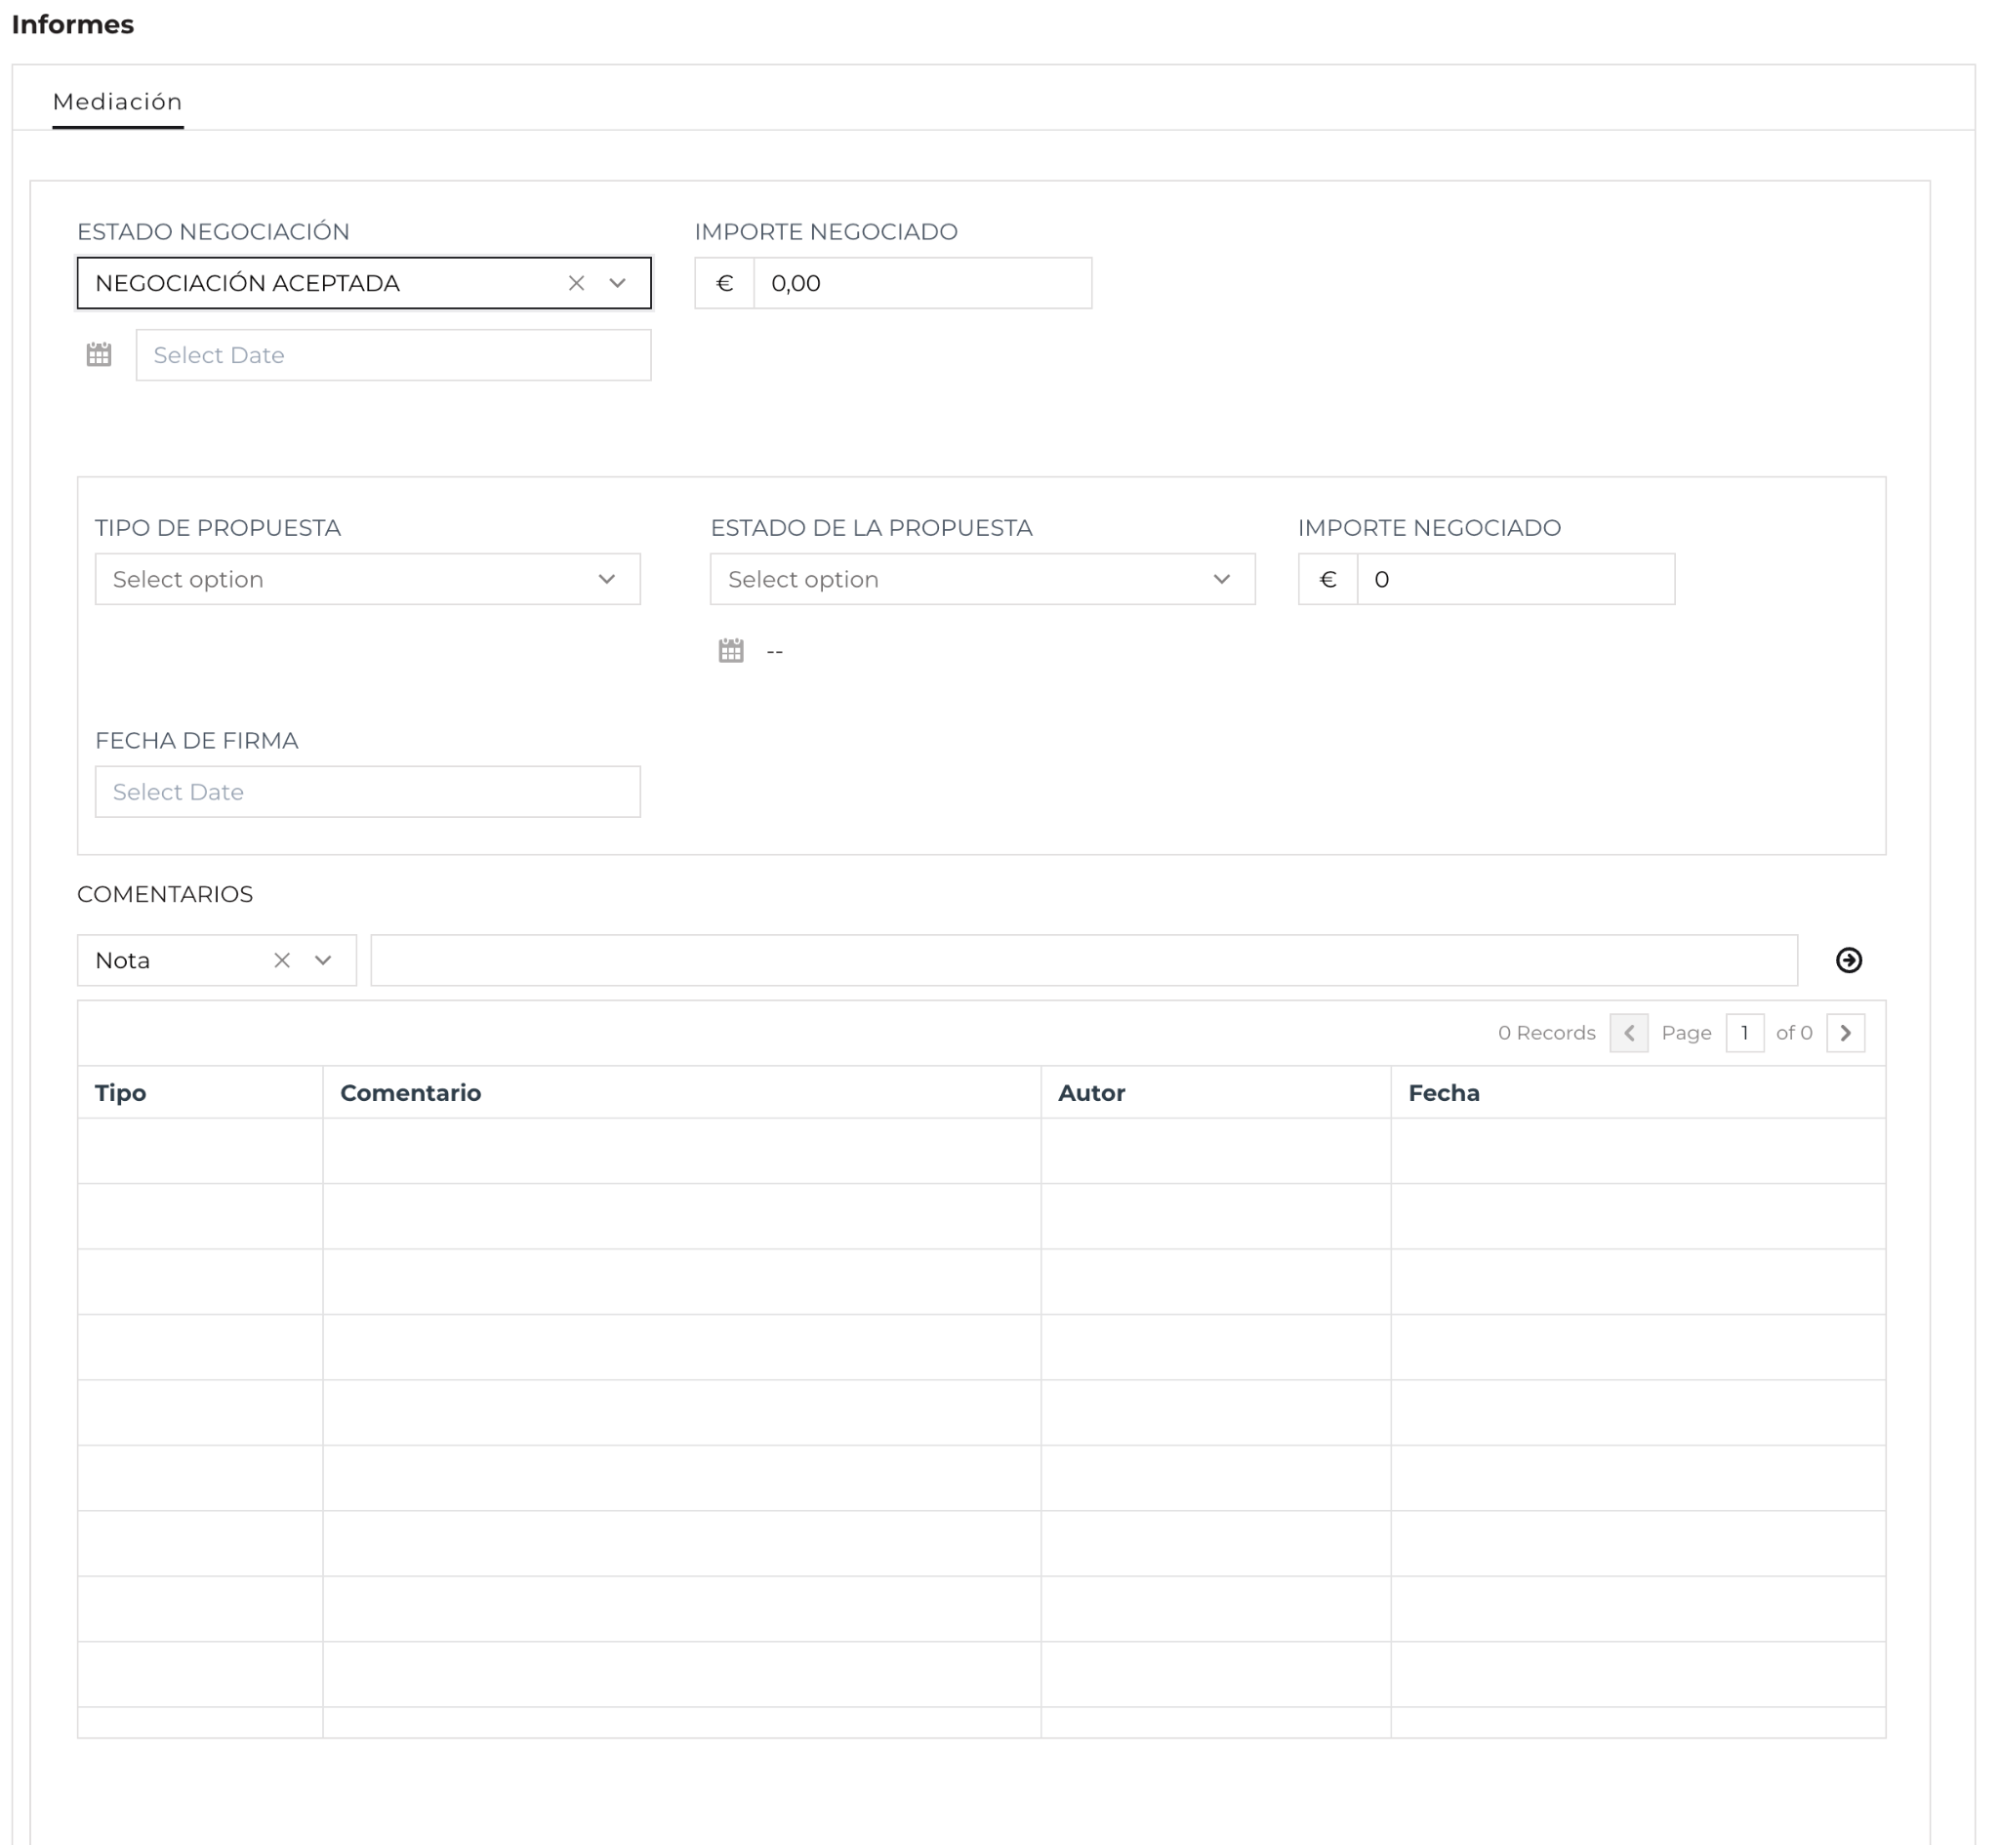 Informes
Mediación
ESTADO NEGOCIACIÓN IMPORTE NEGOCIADO
NEGOCIACIÓN ACEPTADA € 0,00
Select Date
TIPO DE PROPUESTA ESTADO DE LA PROPUESTA IMPORTE NEGOCIADO
Select option Select option € 0
--
FECHA DE FIRMA
Select Date
COMENTARIOS
Nota
0 Records Page 1 of 0
Tipo Comentario Autor Fecha